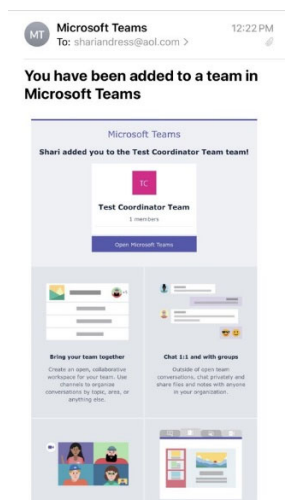 MT
Microsoft Teams
12:22 PM
To: shariandress@aol.com >
You have been added to a team in
Microsoft Teams
Microsoft Teams
Shari added you to the Test Coordinator Team team!
TC
Test Coordinator Team
1 members
Open Microsoft Teams
Bring your team together
Create an open, collaborative
workspace for your team. Use
channels to organize
conversations by topic, area, or
anything else.
Chat 1:1 and with groups
Outside of open team
conversations, chat privately and
share files and notes with anyone
in your organization.